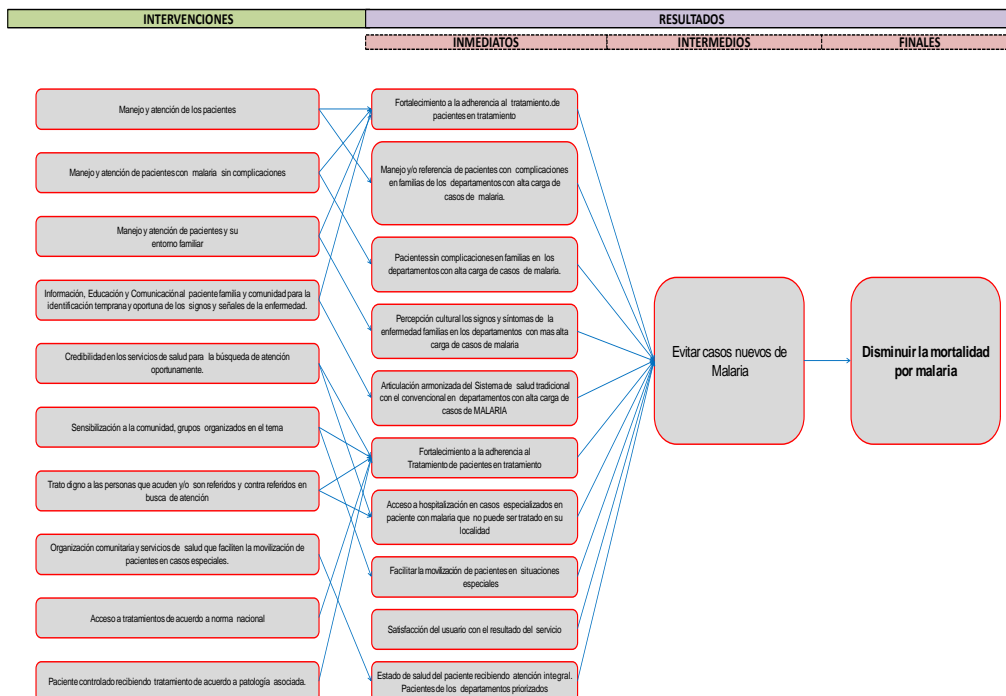 INTERVENCIONES
RESULTADOS
INMEDIATOS
INTERMEDIOS
FINALES
Manejo y atención de los pacientes
Manejo y atención de pacientes con malaria sin complicaciones
Manejo y atención de pacientes y su
entorno familiar
Información, Educación y Comunicación al paciente familia y comunidad para la
identificación temprana y oportuna de los signos y señales de la enfermedad.
Credibilidad en los servicios de salud para la búsqueda de atención
oportunamente.
Sensibilización a la comunidad, grupos organizados en el tema
Trato digno a las personas que acuden y/o son referidos y contra referidos en
busca de atención
Organización comunitaria y servicios de salud que faciliten la movilización de
pacientes en casos especiales.
Acceso a tratamientos de acuerdo a norma nacional
Paciente controlado recibiendo tratamiento de acuerdo a patología asociada.
Fortalecimiento a la adherencia al tratamiento.de
pacientes en tratamiento
Manejo y/o referencia de pacientes con complicaciones
en familias de los departamentos con alta carga de
casos de malaria.
Pacientes sin complicaciones en familias en los
departamentos con alta carga de casos de malaria.
Percepción cultural los signos y síntomas de la
enfermedad familias en los departamentos con mas alta
carga de casos de malaria
Articulación armonizada del Sistema de salud tradicional
con el convencional en departamentos con alta carga de
casos de MALARIA
Fortalecimiento a la adherencia al
Tratamiento de pacientes en tratamiento
Acceso a hospitalización en casos especializados en
paciente con malaria que no puede ser tratado en su
localidad
Facilitar la movilización de pacientes en situaciones
especiales
Satisfacción del usuario con el resultado del servicio
Estado de salud del paciente recibiendo atención integral.
Pacientes de los departamentos priorizados
Evitar casos nuevos de
Malaria
Disminuir la mortalidad
por malaria